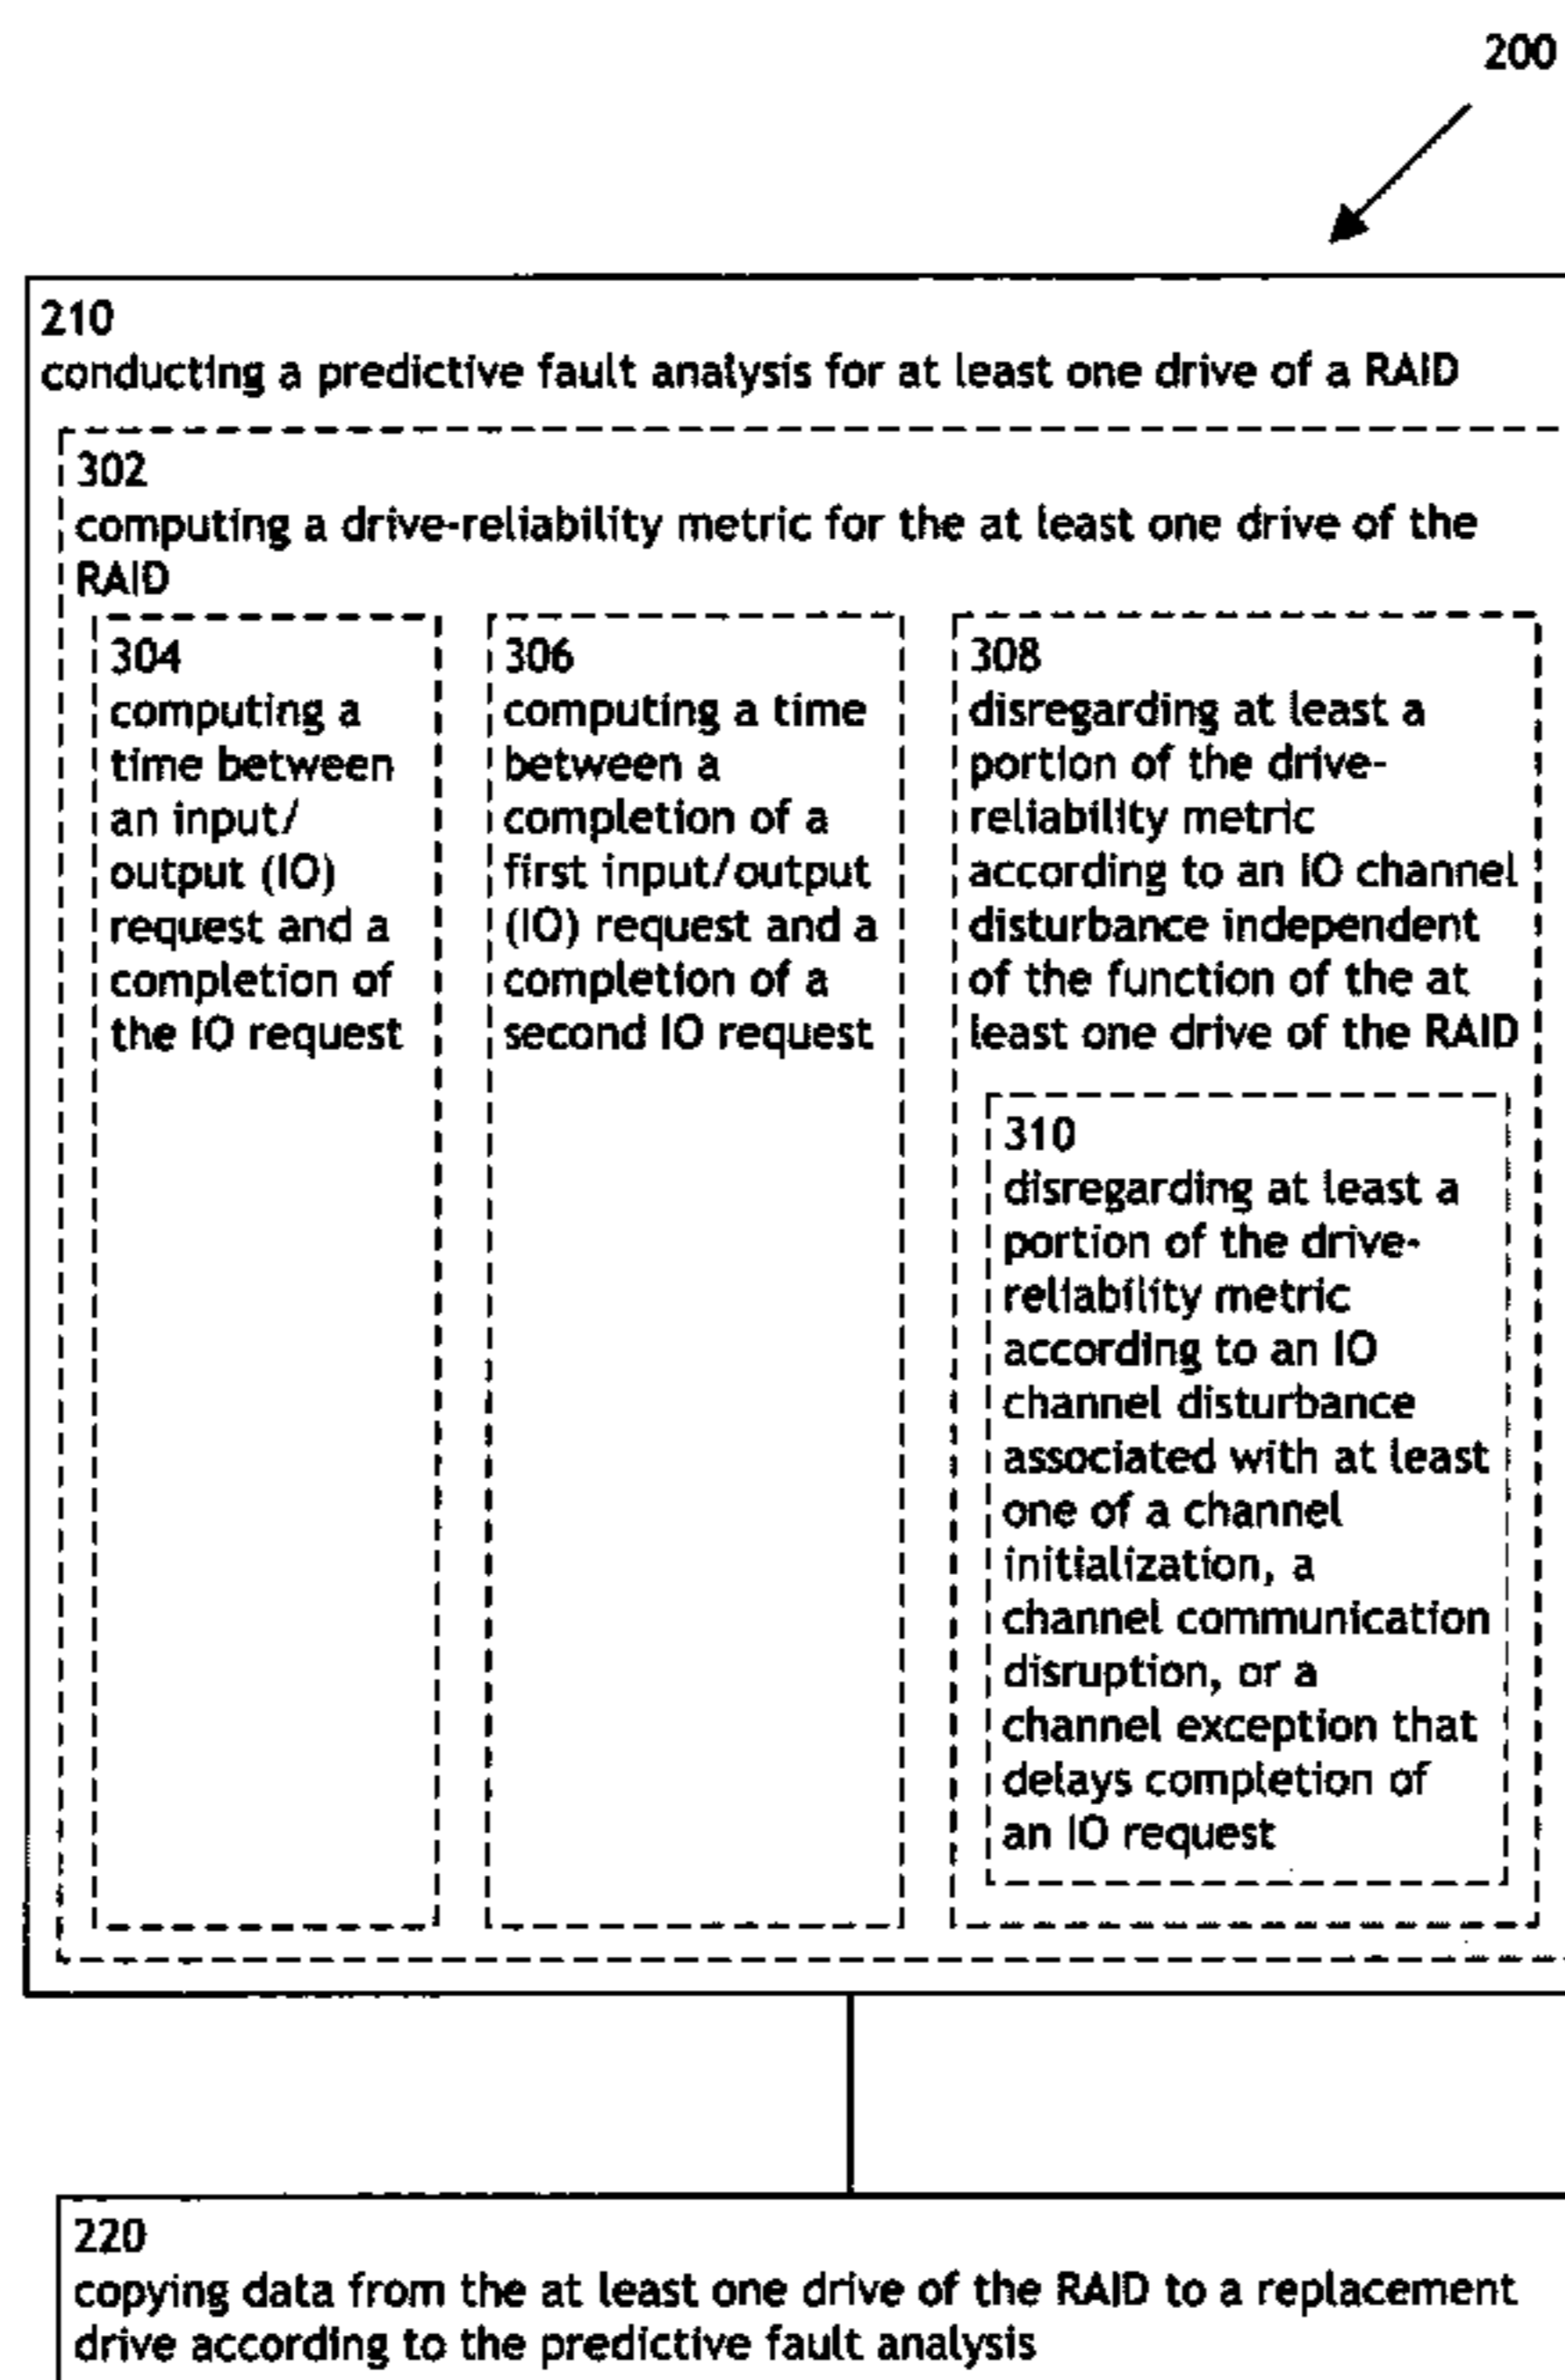 200
210
conducting a predictive fault analysis for at least one drive of a RAID
302
computing a drive-reliability metric for the at least one drive of the
RAID
304
computing a
time between
an input/
output (IO)
request and a
completion of
the IO request
306
computing a time
between a
completion of a
first input/output
(IO) request and a
completion of a
second IO request
308
disregarding at least a
portion of the drive-
reliability metric
according to an IO channel
disturbance independent
of the function of the at
least one drive of the RAID
310
disregarding at least a
portion of the drive-
reliability metric
according to an IO
channel disturbance
associated with at least
one of a channel
initialization, a
channel communication
disruption, or a
channel exception that
delays completion of
an IO request
220
copying data from the at least one drive of the RAID to a replacement
drive according to the predictive fault analysis